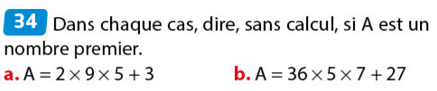 34 Dans chaque cas, dire, sans calcul, si A est un
nombre premier.
a. A = 2 × 9 × 5 + 3 b. A = 36 × 5 × 7 + 27